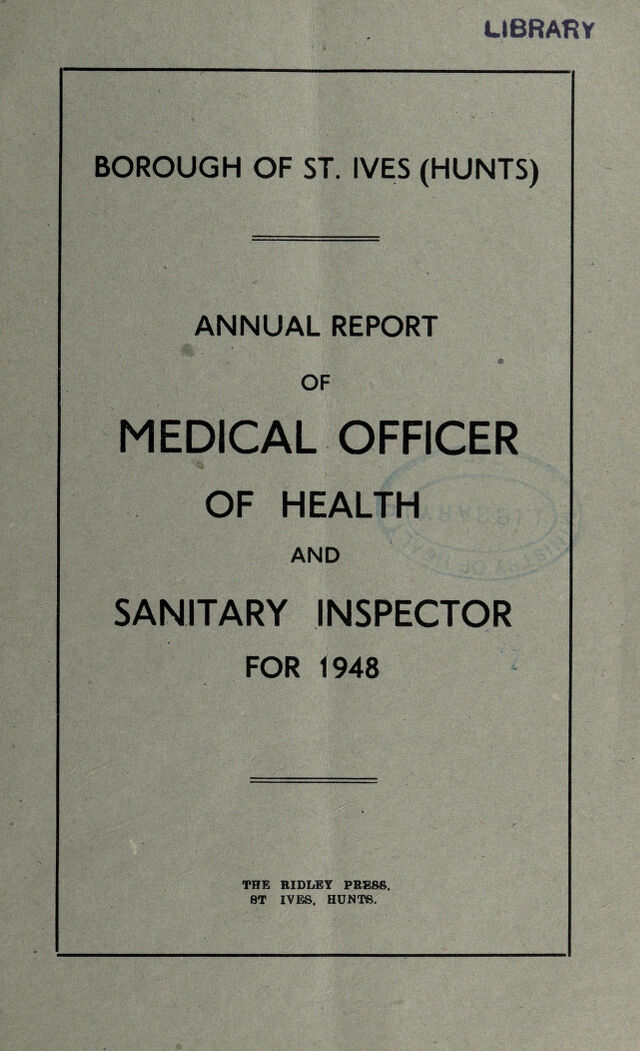 LIBRARY
BOROUGH OF ST. IVES (HUNTS)
ANNUAL REPORT
OF
MEDICAL OFFICER
OF HEALTH
AND
SANITARY INSPECTOR
FOR 1948
THE RIDLEY PRESS,
ST IVES, HUNTS.